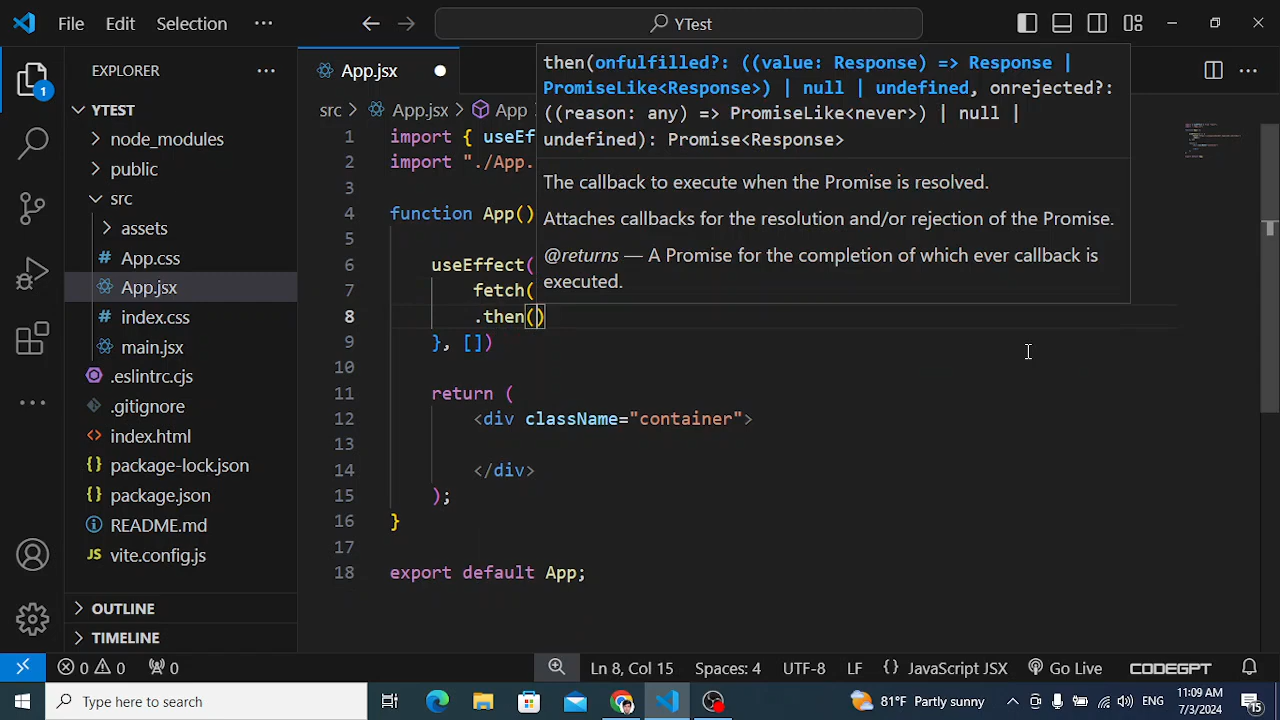 File Edit Selection ··· YTest
EXPLORER ···
1
YTEST
node_modules
public
src
assets
# App.css
App.jsx
# index.css
main.jsx
.eslintrc.cjs
.gitignore
<> index.html
{} package-lock.json
{} package.json
README.md
JS vite.config.js
OUTLINE
TIMELINE
App.jsx
src > App.jsx > App
then(onfulfilled?: ((value: Response) => Response |
PromiseLike<Response>) | null | undefined, onrejected?:
((reason: any) => PromiseLike<never>) | null |
undefined): Promise<Response>
The callback to execute when the Promise is resolved.
Attaches callbacks for the resolution and/or rejection of the Promise.
@returns — A Promise for the completion of which ever callback is
executed.
1 import { useEf
2 import "./App.
3
4 function App()
5
6 useEffect(
7 fetch(
8 .then()
9 }, [])
10
11 return (
12 <div className="container">
13
14 </div>
15 );
16 }
17
18 export default App;
0 0 0 Ln 8, Col 15 Spaces: 4 UTF-8 LF {} JavaScript JSX Go Live CODEGPT
Type here to search
81°F Partly sunny ENG
11:09 AM
7/3/2024
15